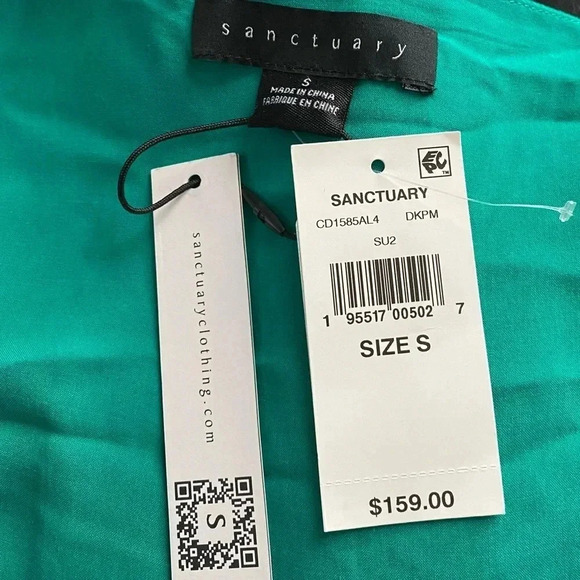 sanctuary
S
MADE IN CHINA
FABRIQUE EN CHINE
sanctuaryclothing.com
S
EPC™
SANCTUARY
CD1585AL4 DKPM
SU2
1 95517 00502 7
SIZE S
$159.00